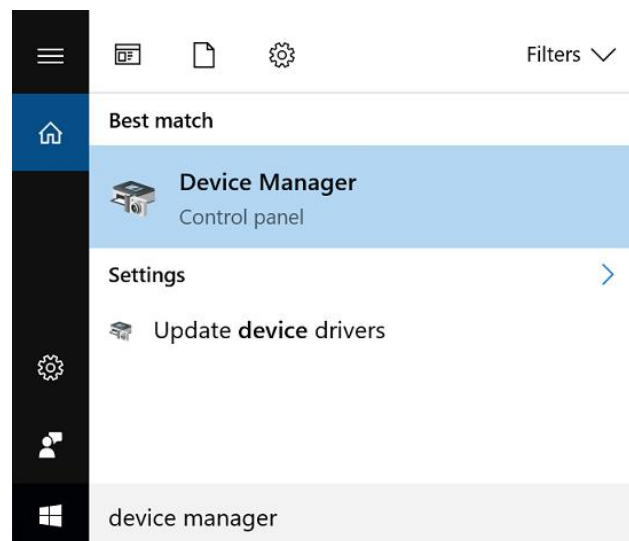 Filters
Best match
Device Manager
Control panel
Settings
Update device drivers
device manager